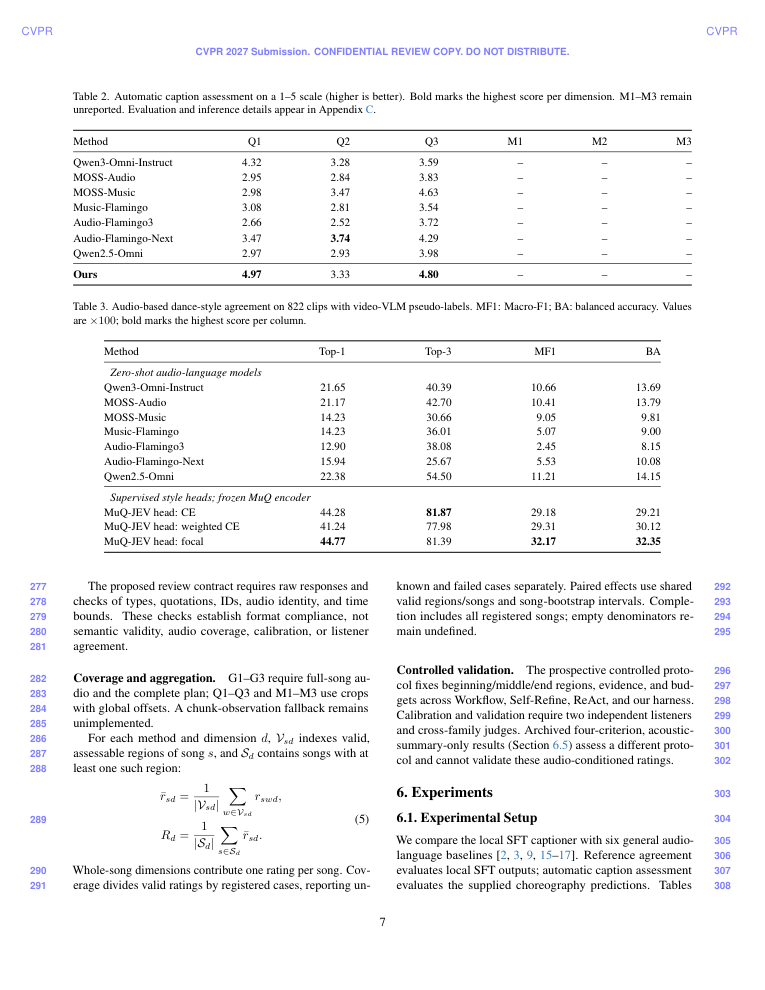 CVPR
CVPR
CVPR 2027 Submission. CONFIDENTIAL REVIEW COPY. DO NOT DISTRIBUTE.
Table 2. Automatic caption assessment on a 1–5 scale (higher is better). Bold marks the highest score per dimension. M1–M3 remain
unreported. Evaluation and inference details appear in Appendix C.
Method Q1 Q2 Q3 M1 M2 M3
Qwen3-Omni-Instruct 4.32 3.28 3.59 – – –
MOSS-Audio 2.95 2.84 3.83 – – –
MOSS-Music 2.98 3.47 4.63 – – –
Music-Flamingo 3.08 2.81 3.54 – – –
Audio-Flamingo3 2.66 2.52 3.72 – – –
Audio-Flamingo-Next 3.47 3.74 4.29 – – –
Qwen2.5-Omni 2.97 2.93 3.98 – – –
Ours 4.97 3.33 4.80 – – –
Table 3. Audio-based dance-style agreement on 822 clips with video-VLM pseudo-labels. MF1: Macro-F1; BA: balanced accuracy. Values
are ×100; bold marks the highest score per column.
Method Top-1 Top-3 MF1 BA
Zero-shot audio-language models
Qwen3-Omni-Instruct 21.65 40.39 10.66 13.69
MOSS-Audio 21.17 42.70 10.41 13.79
MOSS-Music 14.23 30.66 9.05 9.81
Music-Flamingo 14.23 36.01 5.07 9.00
Audio-Flamingo3 12.90 38.08 2.45 8.15
Audio-Flamingo-Next 15.94 25.67 5.53 10.08
Qwen2.5-Omni 22.38 54.50 11.21 14.15
Supervised style heads; frozen MuQ encoder
MuQ-JEV head: CE 44.28 81.87 29.18 29.21
MuQ-JEV head: weighted CE 41.24 77.98 29.31 30.12
MuQ-JEV head: focal 44.77 81.39 32.17 32.35
277 The proposed review contract requires raw responses and
278 checks of types, quotations, IDs, audio identity, and time
279 bounds. These checks establish format compliance, not
280 semantic validity, audio coverage, calibration, or listener
281 agreement.
282 Coverage and aggregation. G1–G3 require full-song au-
283 dio and the complete plan; Q1–Q3 and M1–M3 use crops
284 with global offsets. A chunk-observation fallback remains
285 unimplemented.
286 For each method and dimension d, 𝒱sd indexes valid,
287 assessable regions of song s, and 𝒮d contains songs with at
288 least one such region:
r̄sd = 1/|𝒱sd| ∑w∈𝒱sd rswd,
289 (5)
Rd = 1/|𝒮d| ∑s∈𝒮d r̄sd.
290 Whole-song dimensions contribute one rating per song. Cov-
291 erage divides valid ratings by registered cases, reporting un-
known and failed cases separately. Paired effects use shared 292
valid regions/songs and song-bootstrap intervals. Comple- 293
tion includes all registered songs; empty denominators re- 294
main undefined. 295
Controlled validation. The prospective controlled proto- 296
col fixes beginning/middle/end regions, evidence, and bud- 297
gets across Workflow, Self-Refine, ReAct, and our harness. 298
Calibration and validation require two independent listeners 299
and cross-family judges. Archived four-criterion, acoustic- 300
summary-only results (Section 6.5) assess a different proto- 301
col and cannot validate these audio-conditioned ratings. 302
6. Experiments 303
6.1. Experimental Setup 304
We compare the local SFT captioner with six general audio- 305
language baselines [2, 3, 9, 15–17]. Reference agreement 306
evaluates local SFT outputs; automatic caption assessment 307
evaluates the supplied choreography predictions. Tables 308
7